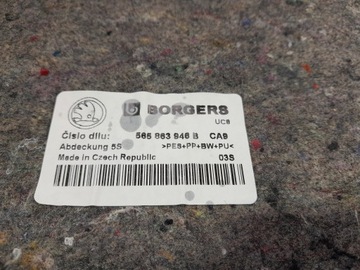 BORGERS
UC8
Číslo dílu: 565 863 946 B CA9
Abdeckung 5S >PES+PP+BW+PU<
Made in Czech Republic 03S